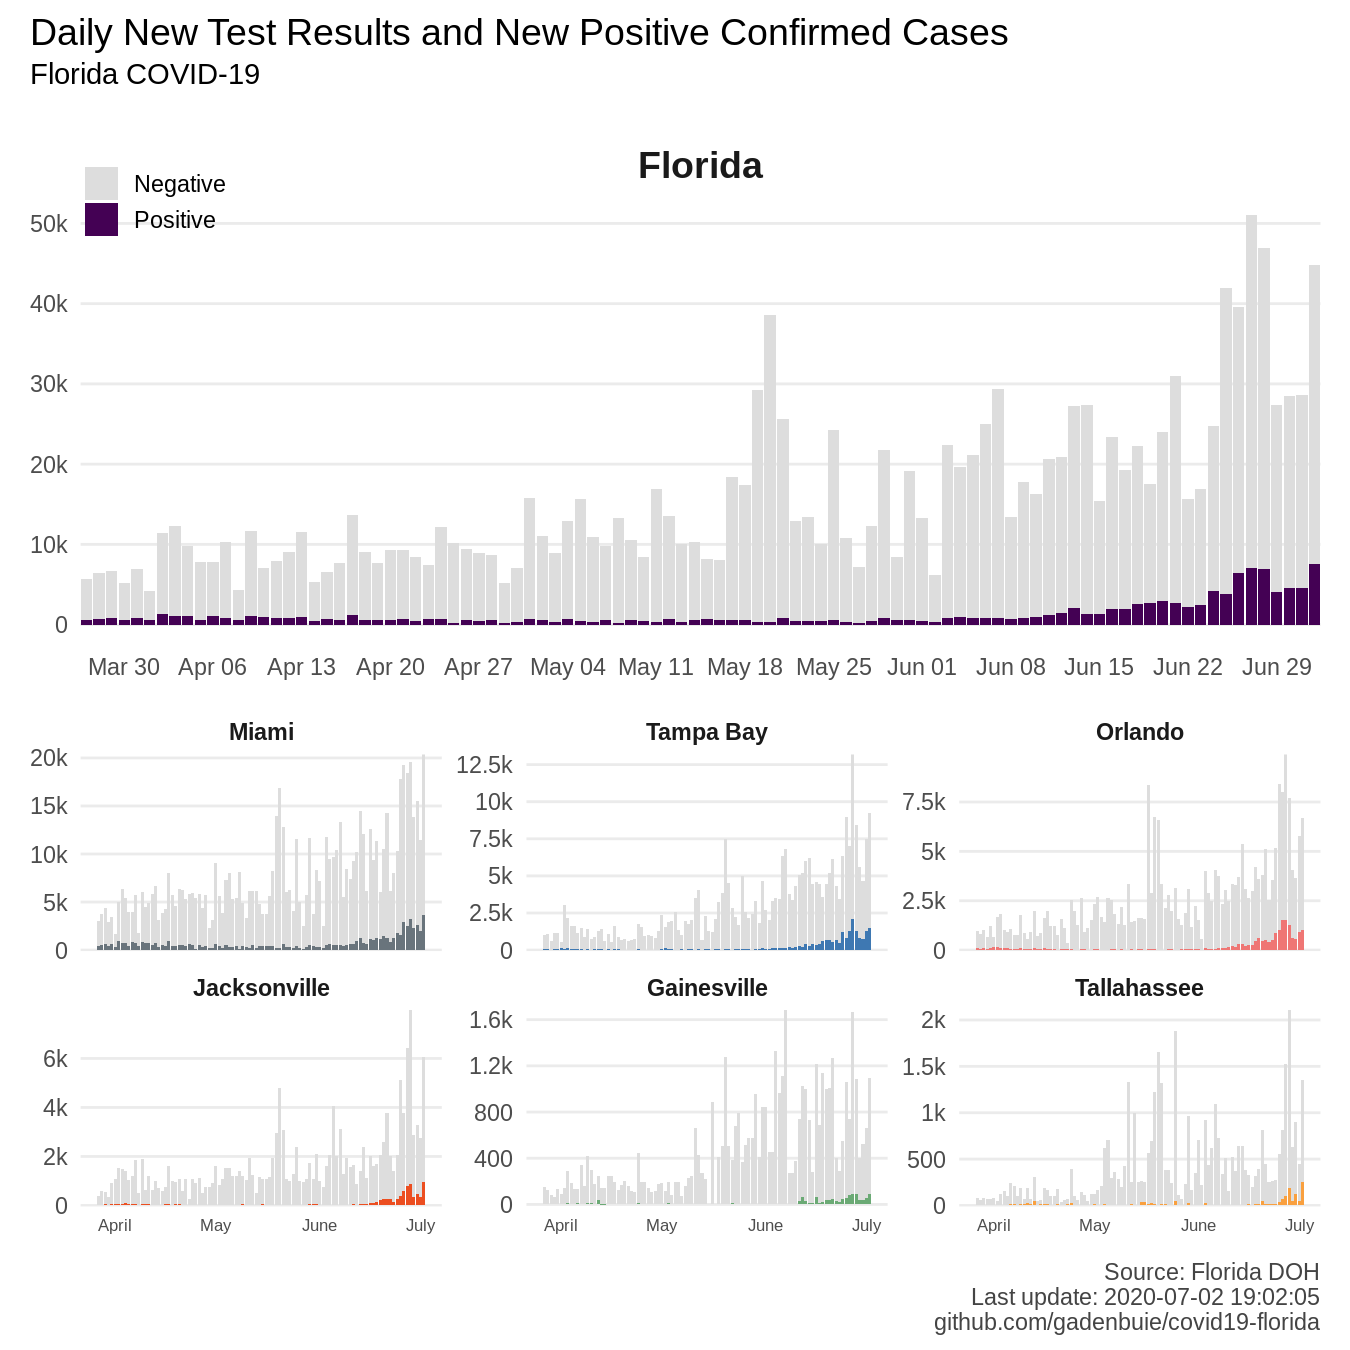 Daily New Test Results and New Positive Confirmed Cases
Florida COVID-19
Florida
Negative
Positive
50k
40k
30k
20k
10k
0
Mar 30 Apr 06 Apr 13 Apr 20 Apr 27 May 04 May 11 May 18 May 25 Jun 01 Jun 08 Jun 15 Jun 22 Jun 29
Miami
20k
15k
10k
5k
0
Tampa Bay
12.5k
10k
7.5k
5k
2.5k
0
Orlando
7.5k
5k
2.5k
0
Jacksonville
6k
4k
2k
0
April May June July
Gainesville
1.6k
1.2k
800
400
0
April May June July
Tallahassee
2k
1.5k
1k
500
0
April May June July
Source: Florida DOH
Last update: 2020-07-02 19:02:05
github.com/gadenbuie/covid19-florida